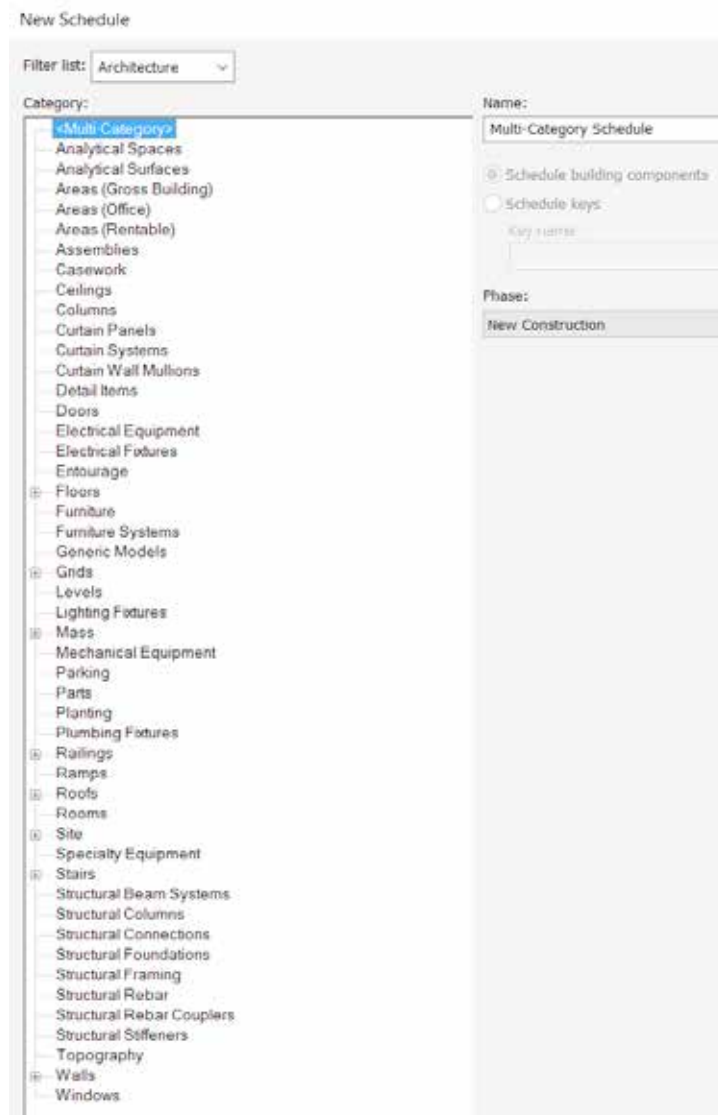 New Schedule
Filter list: Architecture
Category:
<Multi-Category>
Analytical Spaces
Analytical Surfaces
Areas (Gross Building)
Areas (Office)
Areas (Rentable)
Assemblies
Casework
Ceilings
Columns
Curtain Panels
Curtain Systems
Curtain Wall Mullions
Detail Items
Doors
Electrical Equipment
Electrical Fixtures
Entourage
Floors
Furniture
Furniture Systems
Generic Models
Grids
Levels
Lighting Fixtures
Mass
Mechanical Equipment
Parking
Parts
Planting
Plumbing Fixtures
Railings
Ramps
Roofs
Rooms
Site
Specialty Equipment
Stairs
Structural Beam Systems
Structural Columns
Structural Connections
Structural Foundations
Structural Framing
Structural Rebar
Structural Rebar Couplers
Structural Stiffeners
Topography
Walls
Windows
Name:
Multi-Category Schedule
Schedule building components
Schedule keys
Key name
Phase:
New Construction